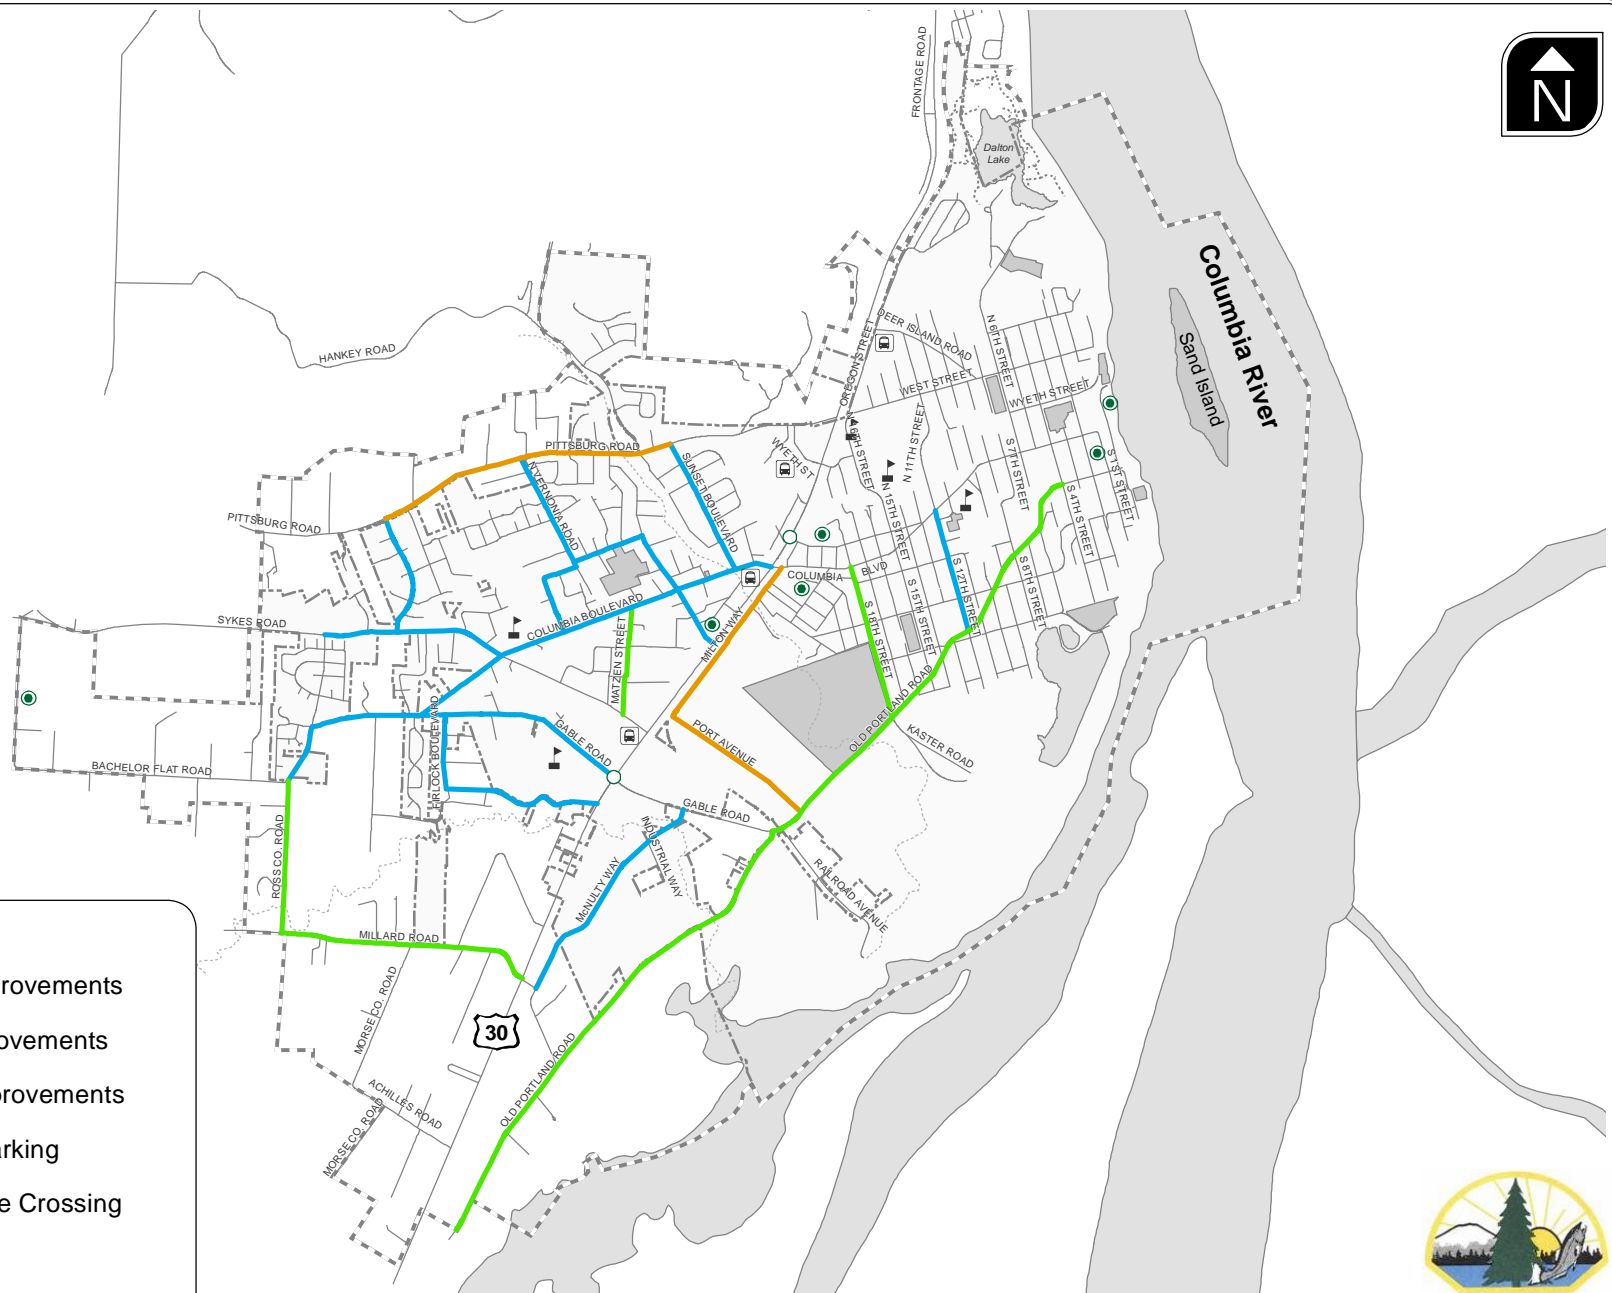 FRONTAGE ROAD
N
Dalton
Lake
Columbia River
Sand Island
HANKEY ROAD
DEER ISLAND ROAD
N 6TH STREET
OREGON STREET
WEST STREET
WYETH STREET
PITTSBURG ROAD
WYETH ST
N 16TH STREET
N 11TH STREET
S 7TH STREET
S 1ST STREET
SUNSET BOULEVARD
N VERNONIA ROAD
N 15TH STREET
S 4TH STREET
PITTSBURG ROAD
COLUMBIA BLVD
S 12TH STREET
S 8TH STREET
S 15TH STREET
S 18TH STREET
SYKES ROAD
COLUMBIA BOULEVARD
MILTON WAY
MATZEN STREET
OLD PORTLAND ROAD
KASTER ROAD
PORT AVENUE
GABLE ROAD
FIRLOCK BOULEVARD
BACHELOR FLAT ROAD
GABLE ROAD
INDUSTRIAL WAY
ROSS CO. ROAD
McNULTY WAY
RAILROAD AVENUE
MILLARD ROAD
MORSE CO. ROAD
30
OLD PORTLAND ROAD
ACHILLES ROAD
MORSE CO. ROAD
rovements
ovements
provements
arking
e Crossing